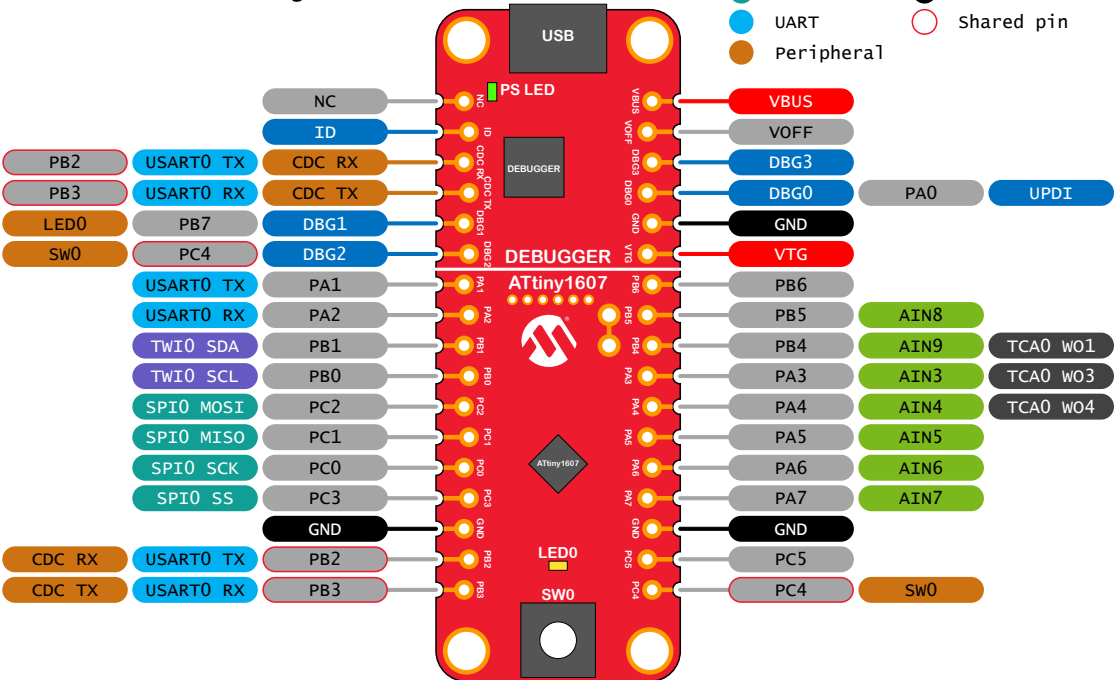 UART Shared pin
Peripheral
USB
PS LED
NC NC VBUS VBUS
ID ID VOFF VOFF
PB2 USART0 TX CDC RX CDC RX DEBUGGER DBG3 DBG3
PB3 USART0 RX CDC TX CDC TX DBG0 DBG0 PA0 UPDI
LED0 PB7 DBG1 DBG1 GND GND
SW0 PC4 DBG2 DBG2 DEBUGGER VTG VTG
USART0 TX PA1 PA1 ATtiny1607 PB6 PB6
USART0 RX PA2 PA2 PB5 PB5 AIN8
TWI0 SDA PB1 PB1 PB4 PB4 AIN9 TCA0 WO1
TWI0 SCL PB0 PB0 PA3 PA3 AIN3 TCA0 WO3
SPI0 MOSI PC2 PC2 PA4 PA4 AIN4 TCA0 WO4
SPI0 MISO PC1 PC1 PA5 PA5 AIN5
SPI0 SCK PC0 PC0 ATtiny1607 PA6 PA6 AIN6
SPI0 SS PC3 PC3 PA7 PA7 AIN7
GND GND GND GND
CDC RX USART0 TX PB2 PB2 LED0 PC5 PC5
CDC TX USART0 RX PB3 PB3 SW0 PC4 PC4 SW0